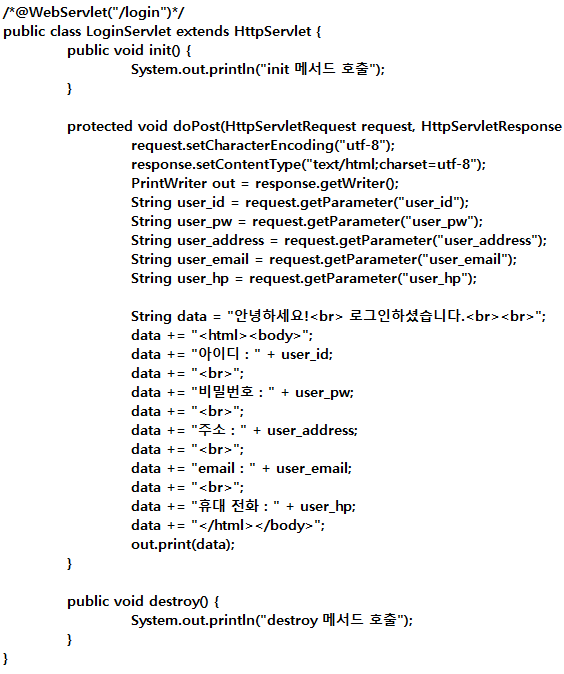 /*@WebServlet("/login")*/
public class LoginServlet extends HttpServlet {
public void init() {
System.out.println("init 메서드 호출");
}
protected void doPost(HttpServletRequest request, HttpServletResponse
request.setCharacterEncoding("utf-8");
response.setContentType("text/html;charset=utf-8");
PrintWriter out = response.getWriter();
String user_id = request.getParameter("user_id");
String user_pw = request.getParameter("user_pw");
String user_address = request.getParameter("user_address");
String user_email = request.getParameter("user_email");
String user_hp = request.getParameter("user_hp");
String data = "안녕하세요!<br> 로그인하셨습니다.<br><br>";
data += "<html><body>";
data += "아이디 : " + user_id;
data += "<br>";
data += "비밀번호 : " + user_pw;
data += "<br>";
data += "주소 : " + user_address;
data += "<br>";
data += "email : " + user_email;
data += "<br>";
data += "휴대 전화 : " + user_hp;
data += "</html></body>";
out.print(data);
}
public void destroy() {
System.out.println("destroy 메서드 호출");
}
}